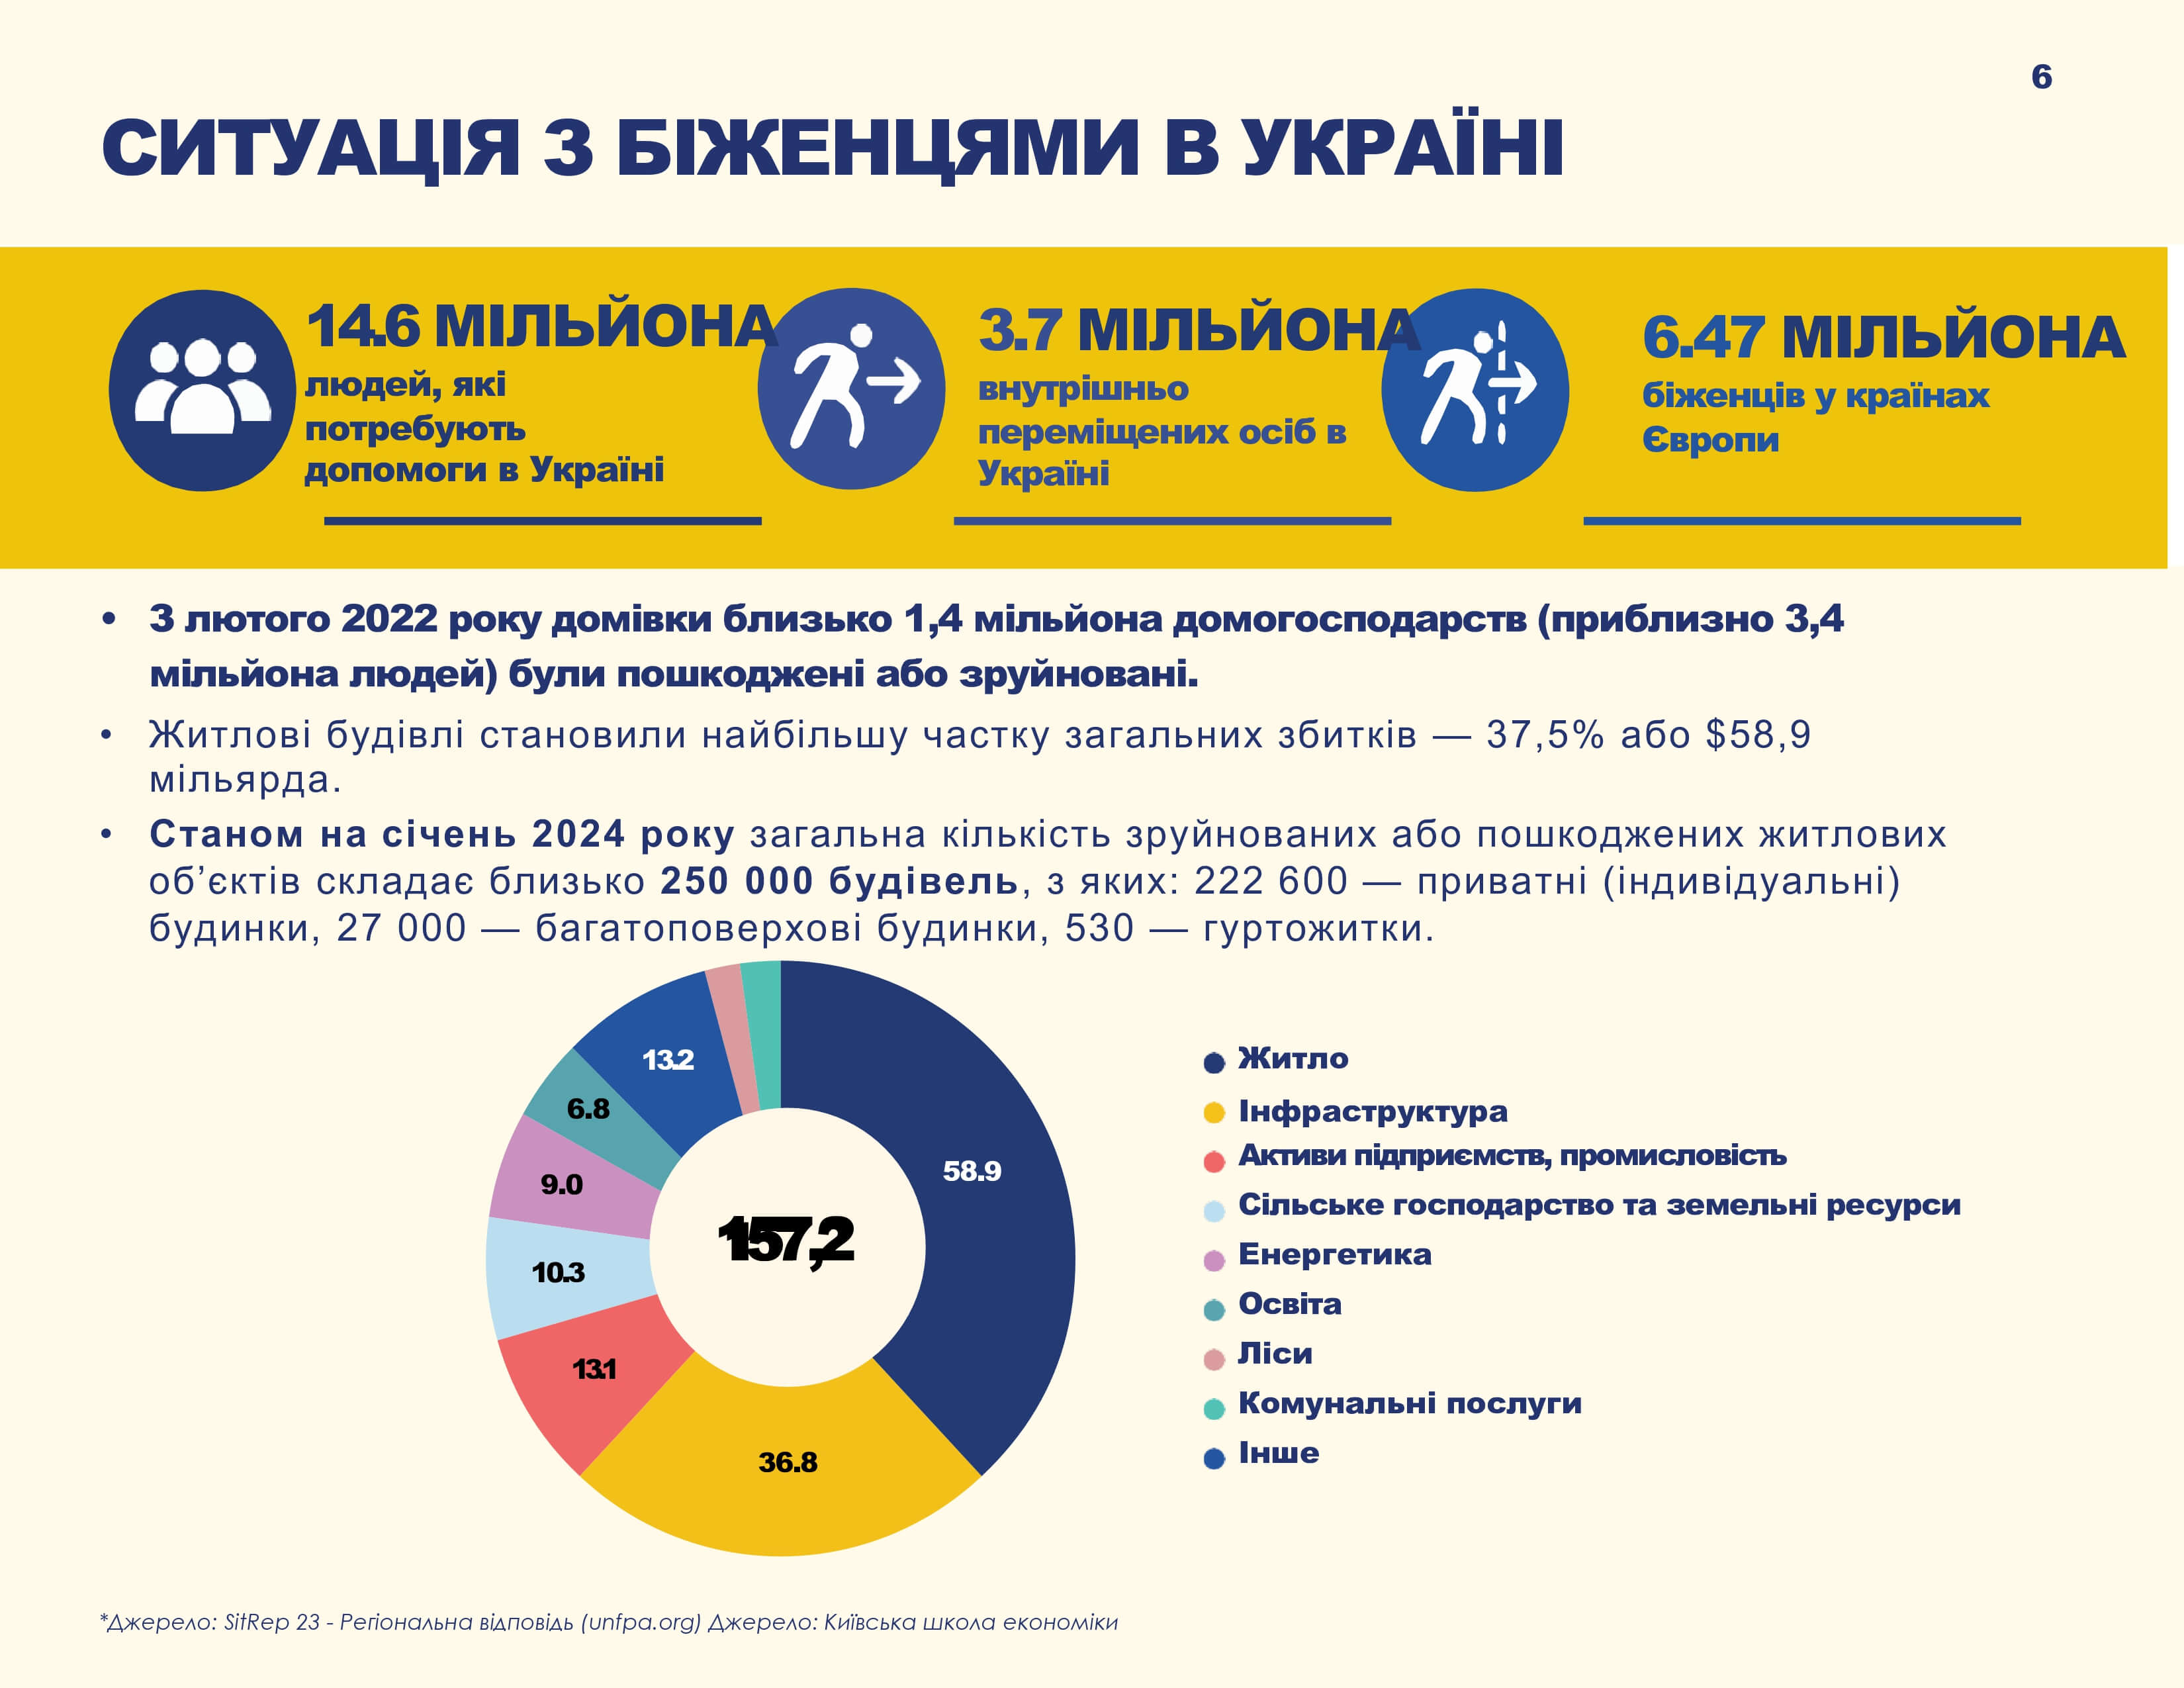 6
СИТУАЦІЯ З БІЖЕНЦЯМИ В УКРАЇНІ
14.6 МІЛЬЙОНА
людей, які
потребують
допомоги в Україні
3.7 МІЛЬЙОНА
внутрішньо
переміщених осіб в
Україні
6.47 МІЛЬЙОНА
біженців у країнах
Європи
• З лютого 2022 року домівки близько 1,4 мільйона домогосподарств (приблизно 3,4
мільйона людей) були пошкоджені або зруйновані.
• Житлові будівлі становили найбільшу частку загальних збитків — 37,5% або $58,9
мільярда.
• Станом на січень 2024 року загальна кількість зруйнованих або пошкоджених житлових
об’єктів складає близько 250 000 будівель, з яких: 222 600 — приватні (індивідуальні)
будинки, 27 000 — багатоповерхові будинки, 530 — гуртожитки.
13.2
6.8
9.0
10.3
13.1
36.8
58.9
157,2
Житло
Інфраструктура
Активи підприємств, промисловість
Сільське господарство та земельні ресурси
Енергетика
Освіта
Ліси
Комунальні послуги
Інше
*Джерело: SitRep 23 - Регіональна відповідь (unfpa.org) Джерело: Київська школа економіки